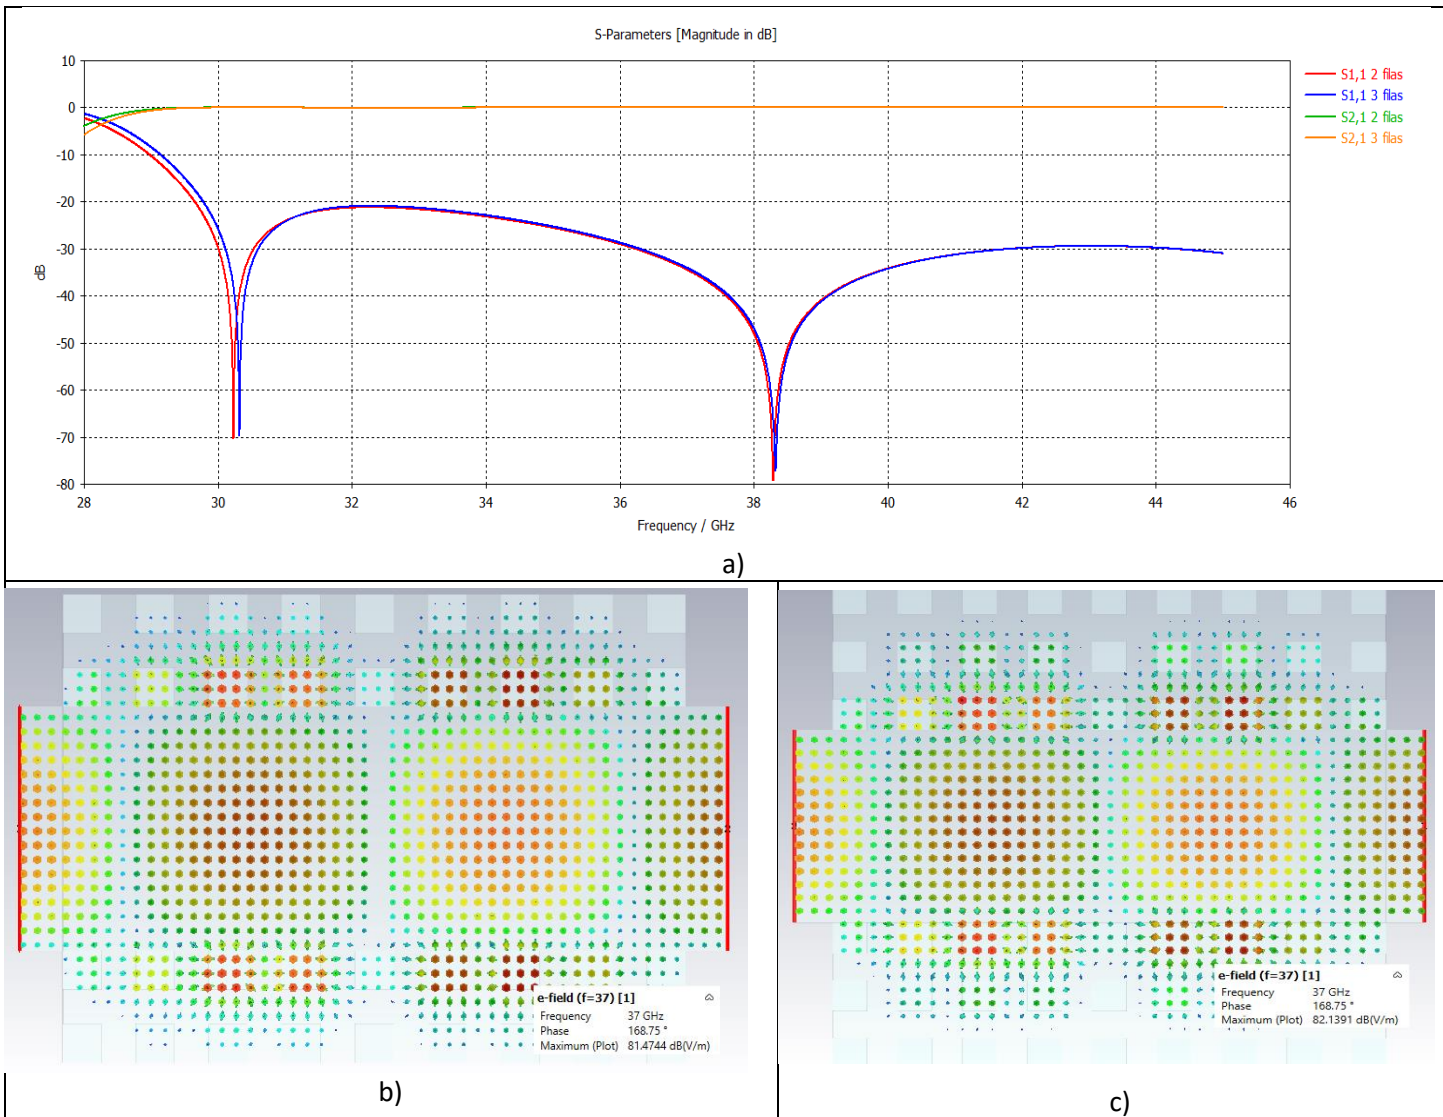 S-Parameters [Magnitude in dB]
10
0
-10
-20
-30
-40
-50
-60
-70
-80
dB
28
30
32
34
36
38
40
42
44
46
Frequency / GHz
S1,1 2 filas
S1,1 3 filas
S2,1 2 filas
S2,1 3 filas
a)
e-field (f=37) [1]
Frequency 37 GHz
Phase 168.75 °
Maximum (Plot) 81.4744 dB(V/m)
b)
e-field (f=37) [1]
Frequency 37 GHz
Phase 168.75 °
Maximum (Plot) 82.1391 dB(V/m)
c)